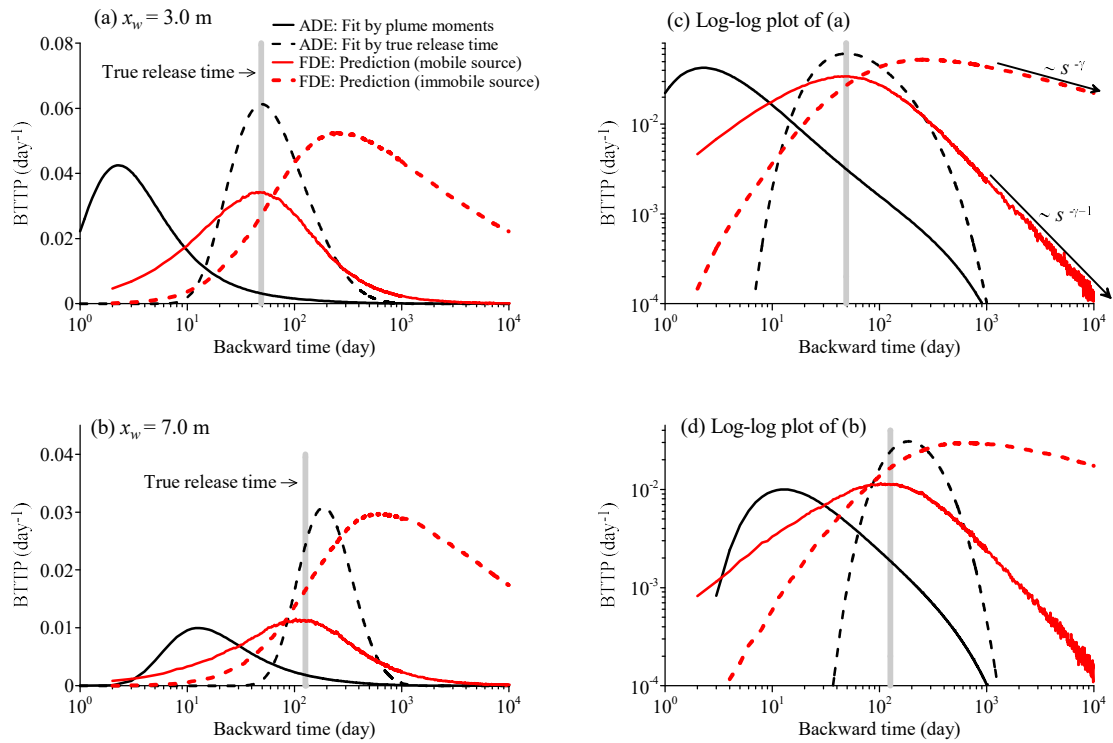 (a) x_w = 3.0 m
ADE: Fit by plume moments
ADE: Fit by true release time
FDE: Prediction (mobile source)
FDE: Prediction (immobile source)
True release time
0.08
0.06
0.04
0.02
0
BTTP (day⁻¹)
10⁰ 10¹ 10² 10³ 10⁴
Backward time (day)
(c) Log-log plot of (a)
~ s^-γ
~ s^-γ−1
10⁻²
10⁻³
10⁻⁴
BTTP (day⁻¹)
10⁰ 10¹ 10² 10³ 10⁴
Backward time (day)
(b) x_w = 7.0 m
True release time
0.04
0.03
0.02
0.01
0
BTTP (day⁻¹)
10⁰ 10¹ 10² 10³ 10⁴
Backward time (day)
(d) Log-log plot of (b)
10⁻²
10⁻³
10⁻⁴
BTTP (day⁻¹)
10⁰ 10¹ 10² 10³ 10⁴
Backward time (day)